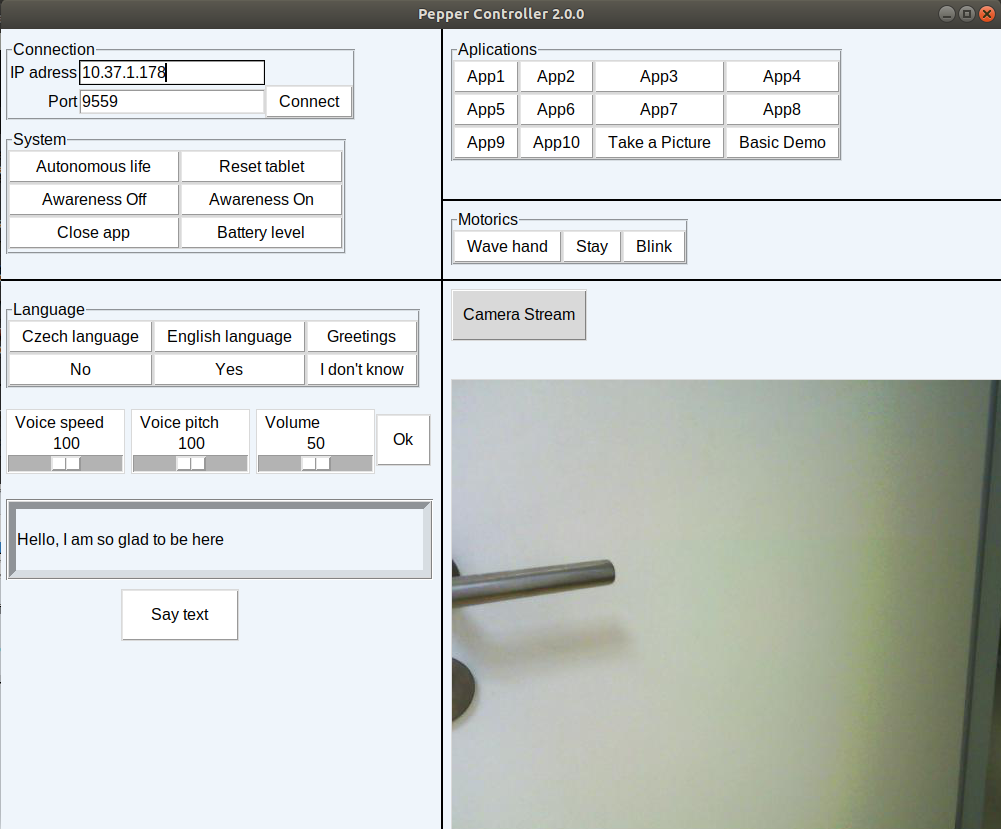 Pepper Controller 2.0.0
Connection
IP adress 10.37.1.178
Port 9559 Connect
System
Autonomous life Reset tablet
Awareness Off Awareness On
Close app Battery level
Aplications
App1 App2 App3 App4
App5 App6 App7 App8
App9 App10 Take a Picture Basic Demo
Motorics
Wave hand Stay Blink
Language
Czech language English language Greetings
No Yes I don't know
Voice speed Voice pitch Volume
100 100 50 Ok
Hello, I am so glad to be here
Say text
Camera Stream